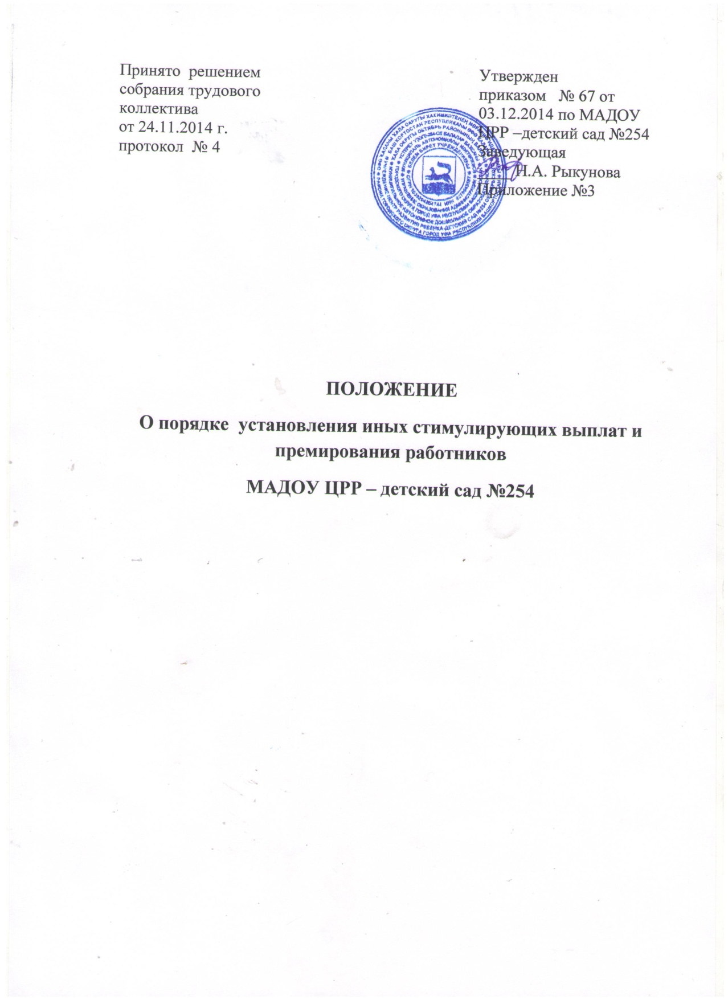 Принято  решением
собрания трудового
коллектива
от 24.11.2014 г.
протокол  № 4
Утвержден
приказом   № 67 от
03.12.2014 по МАДОУ
ЦРР –детский сад №254
Заведующая
____Н.А. Рыкунова
Приложение №3
ПОЛОЖЕНИЕ
О порядке  установления иных стимулирующих выплат и
премирования работников
МАДОУ ЦРР – детский сад №254